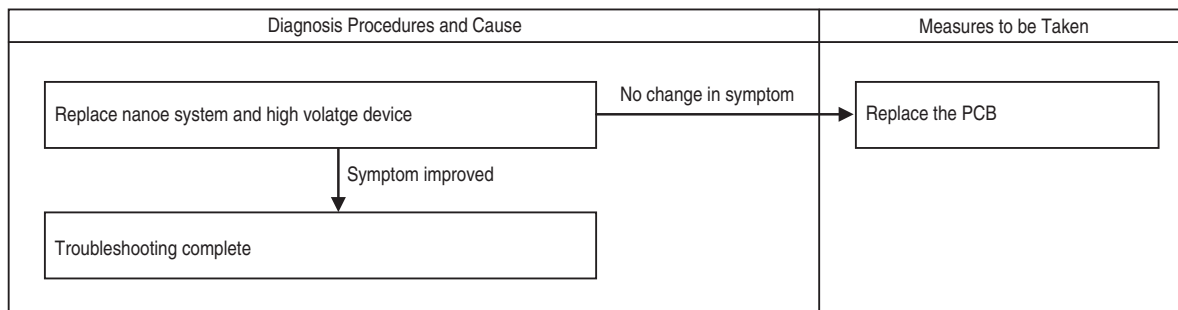 Diagnosis Procedures and Cause
Measures to be Taken
Replace nanoe system and high volatge device
No change in symptom
Replace the PCB
Symptom improved
Troubleshooting complete